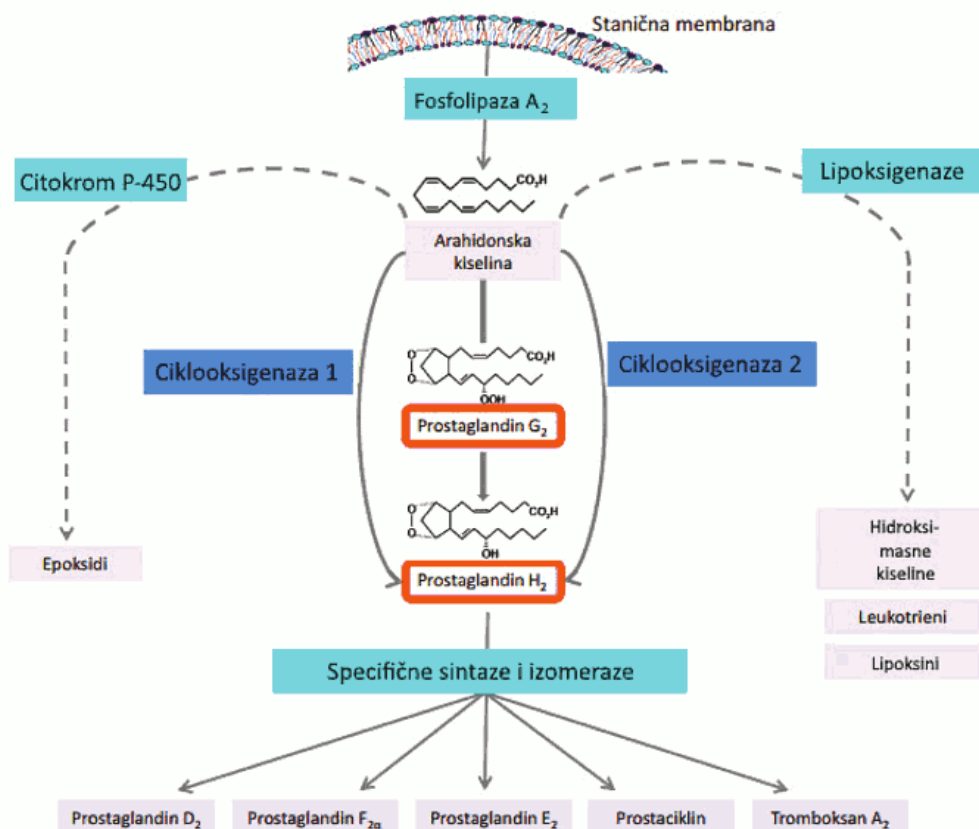 Stanična membrana
Fosfolipaza A₂
Citokrom P-450
Lipoksigenaze
CO₂H
Arahidonska
kiselina
Ciklooksigenaza 1
Ciklooksigenaza 2
O
O
CO₂H
OOH
Prostaglandin G₂
O
O
CO₂H
OH
Prostaglandin H₂
Epoksidi
Hidroksi-
masne
kiseline
Leukotrieni
Lipoksini
Specifične sintaze i izomeraze
Prostaglandin D₂
Prostaglandin F₂α
Prostaglandin E₂
Prostaciklin
Tromboksan A₂